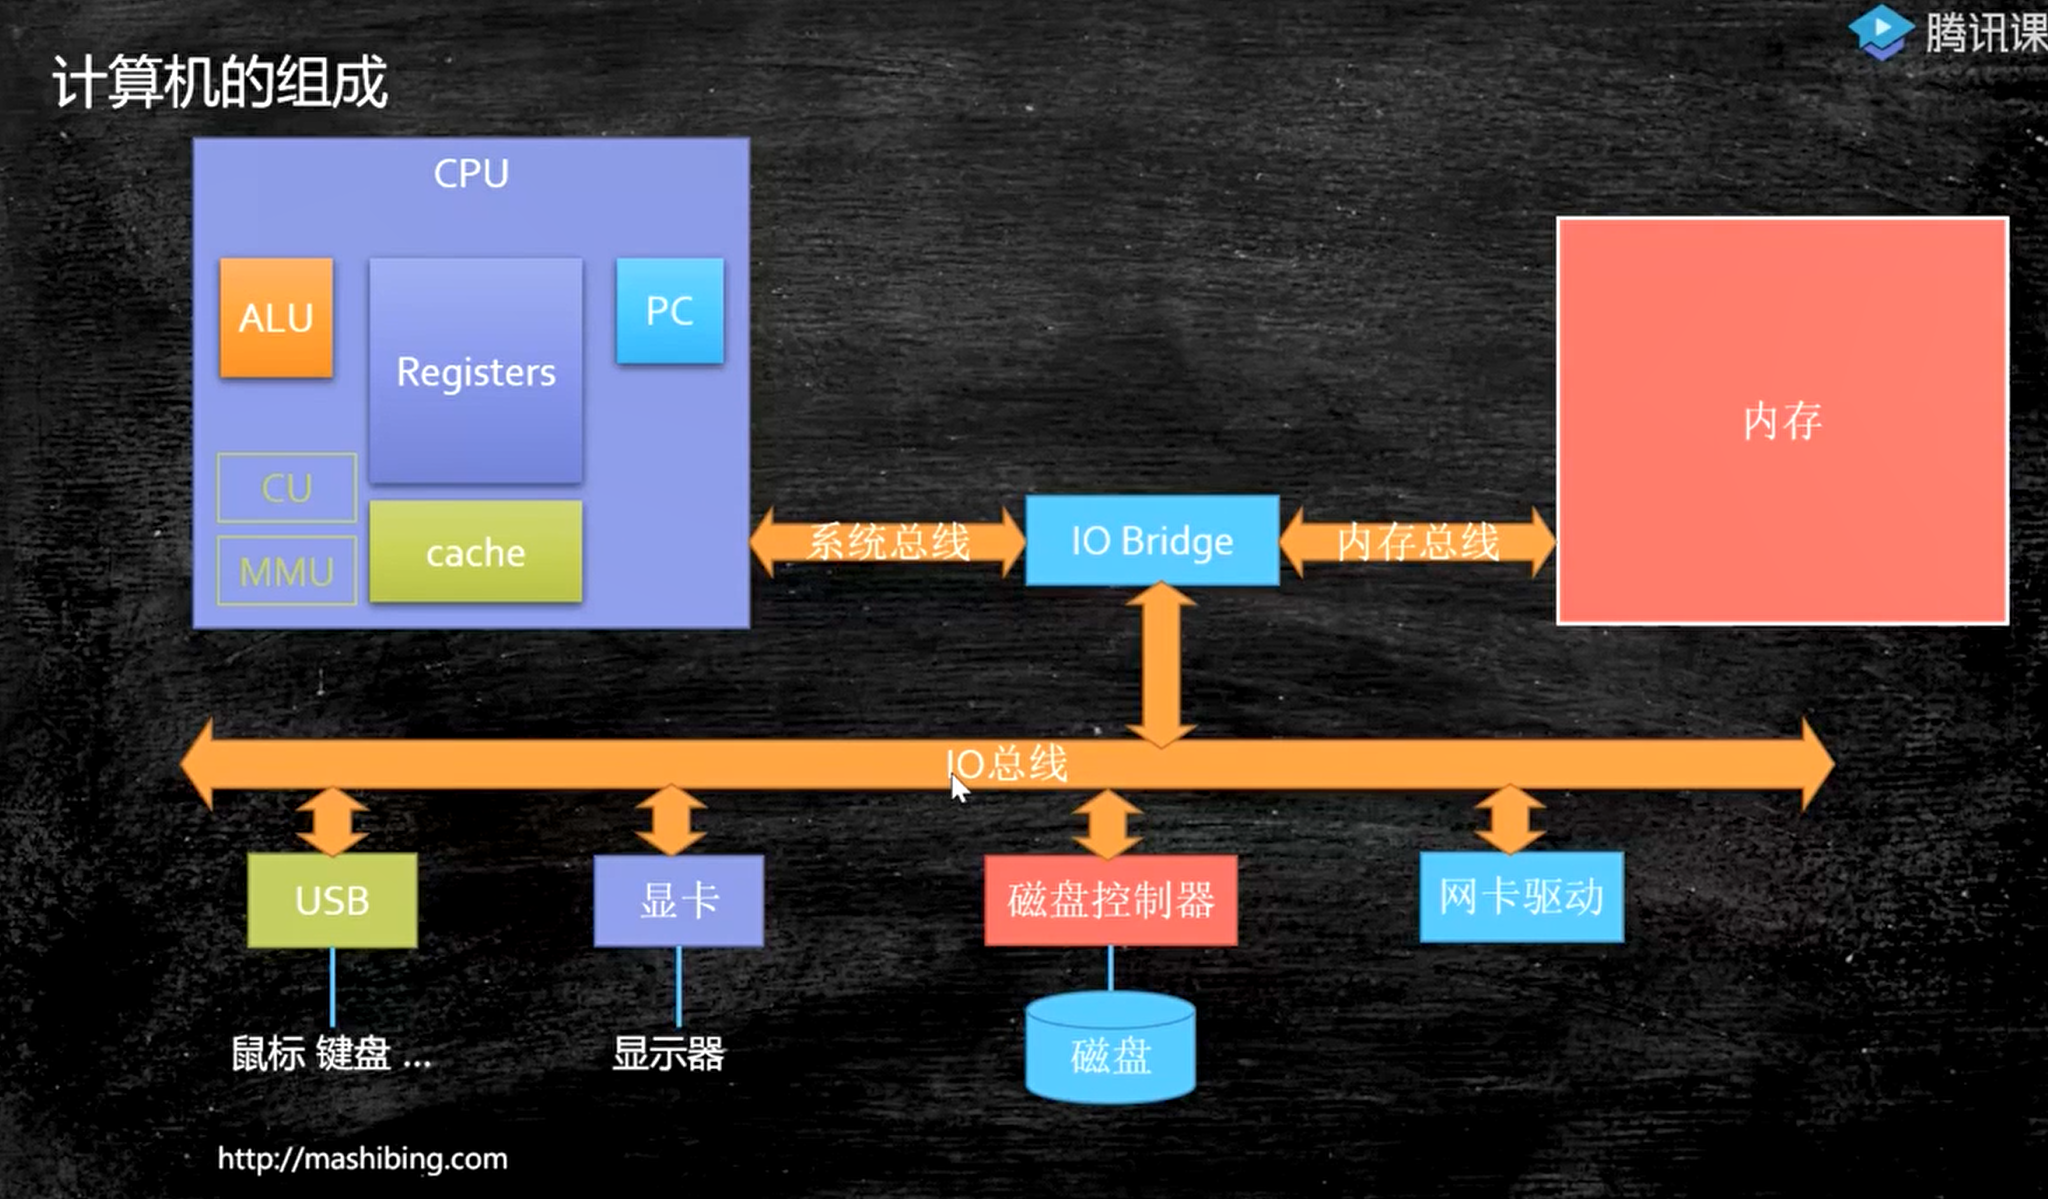 腾讯课
计算机的组成
CPU
ALU
Registers
PC
CU
MMU
cache
系统总线
IO Bridge
内存总线
内存
IO总线
USB
显卡
磁盘控制器
网卡驱动
鼠标 键盘 ...
显示器
磁盘
http://mashibing.com